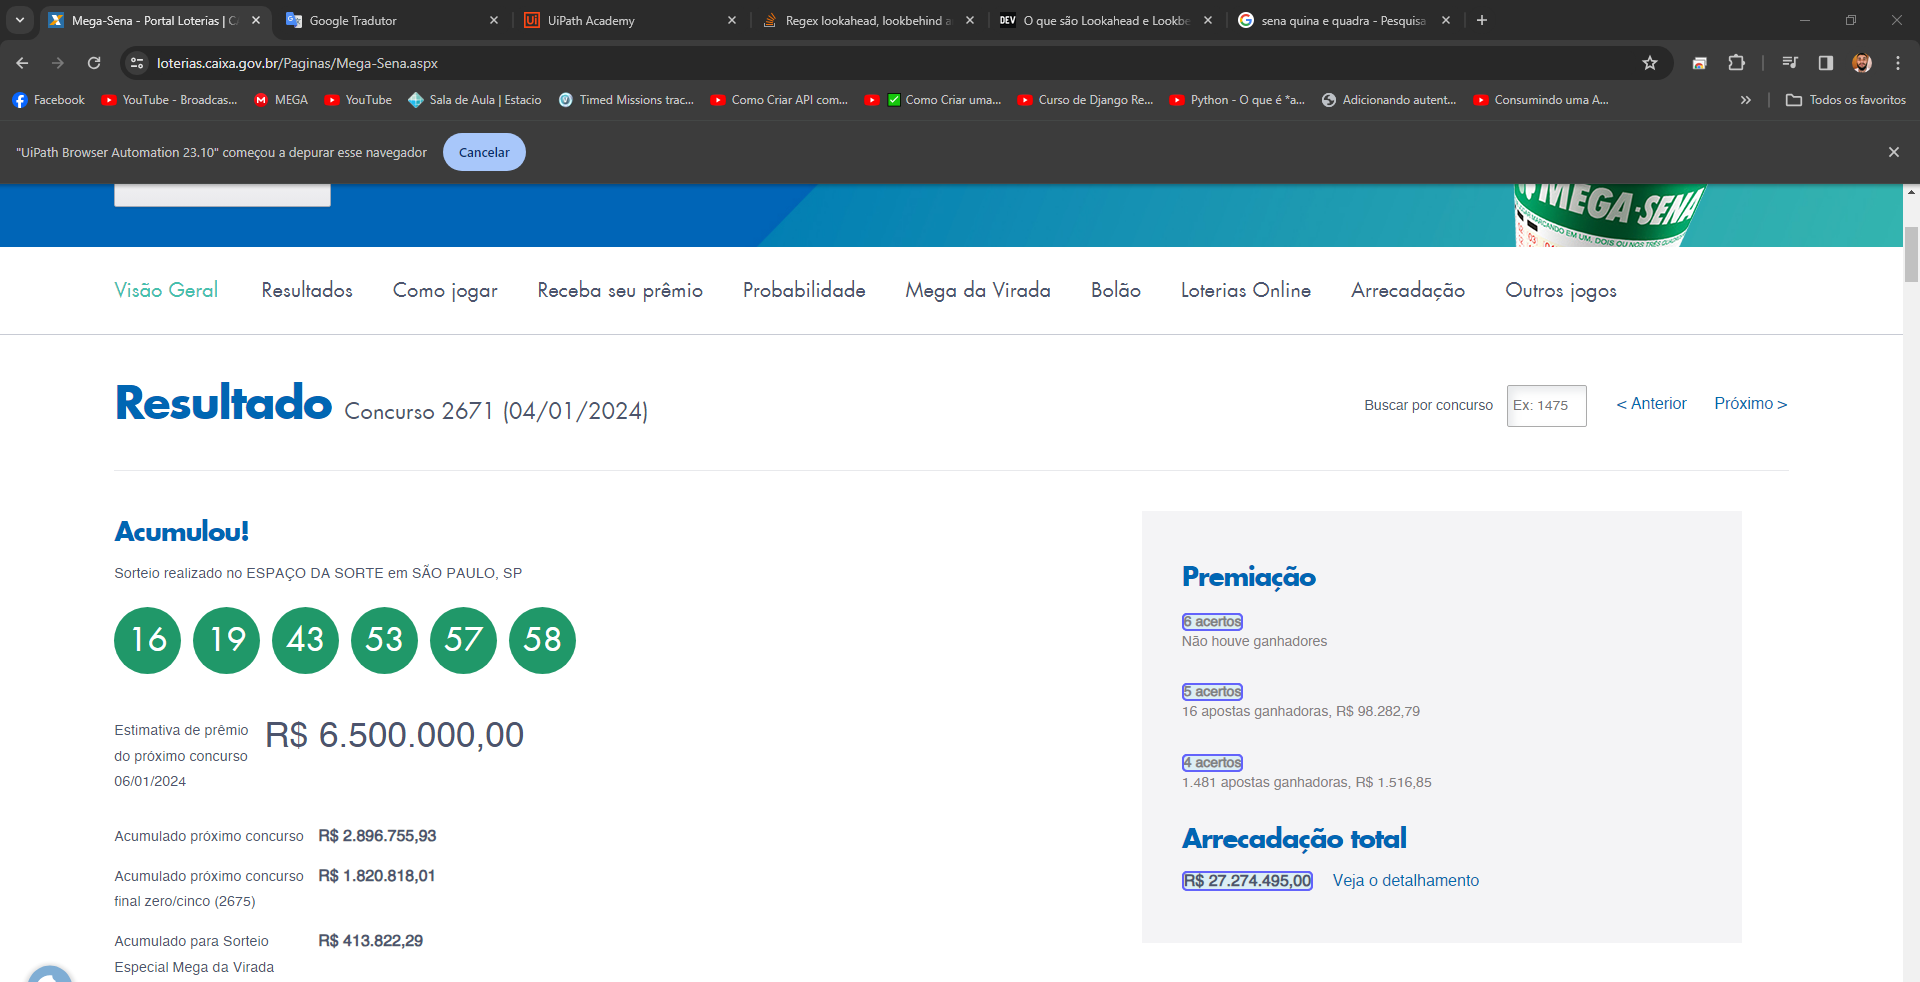 Mega-Sena - Portal Loterias | C
Google Tradutor
UiPath Academy
Regex lookahead, lookbehind a
DEV O que são Lookahead e Lookbe
sena quina e quadra - Pesquisa
loterias.caixa.gov.br/Paginas/Mega-Sena.aspx
Facebook
YouTube - Broadcas...
MEGA
YouTube
Sala de Aula | Estacio
Timed Missions trac...
Como Criar API com...
Como Criar uma...
Curso de Django Re...
Python - O que é *a...
Adicionando autent...
Consumindo uma A...
Todos os favoritos
"UiPath Browser Automation 23.10" começou a depurar esse navegador
Cancelar
MEGA-SENA
MARCANDO EM UM, DOIS OU NOS TRÊS
Visão Geral
Resultados
Como jogar
Receba seu prêmio
Probabilidade
Mega da Virada
Bolão
Loterias Online
Arrecadação
Outros jogos
Resultado Concurso 2671 (04/01/2024)
Buscar por concurso
Ex: 1475
< Anterior
Próximo >
Acumulou!
Sorteio realizado no ESPAÇO DA SORTE em SÃO PAULO, SP
16 19 43 53 57 58
Estimativa de prêmio
do próximo concurso
06/01/2024
R$ 6.500.000,00
Acumulado próximo concurso R$ 2.896.755,93
Acumulado próximo concurso R$ 1.820.818,01
final zero/cinco (2675)
Acumulado para Sorteio R$ 413.822,29
Especial Mega da Virada
Premiação
6 acertos
Não houve ganhadores
5 acertos
16 apostas ganhadoras, R$ 98.282,79
4 acertos
1.481 apostas ganhadoras, R$ 1.516,85
Arrecadação total
R$ 27.274.495,00 Veja o detalhamento